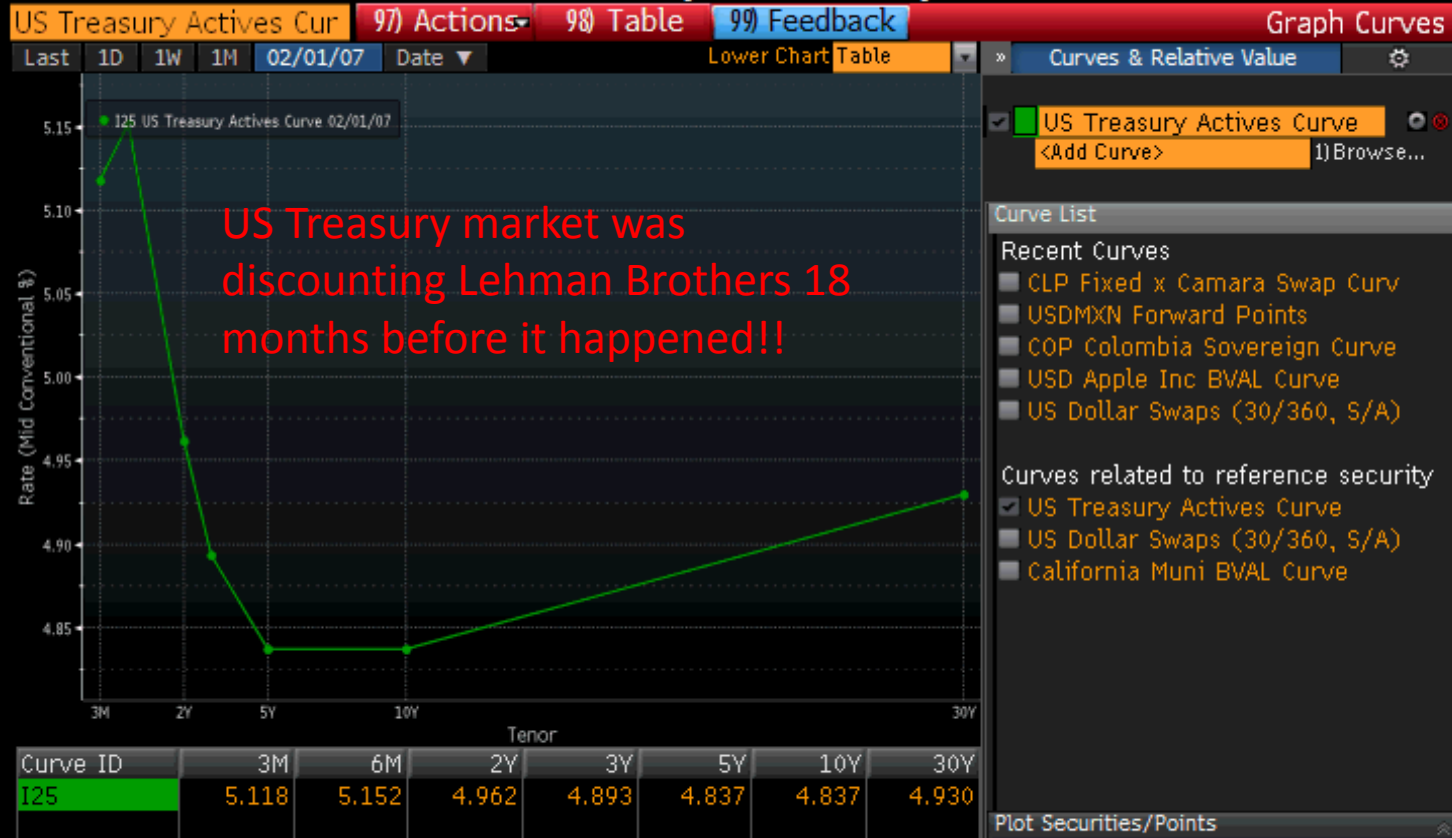 US Treasury Actives Cur 97) Actions 98) Table 99) Feedback Graph Curves
Last 1D 1W 1M 02/01/07 Date ▼ Lower Chart Table » Curves & Relative Value
I25 US Treasury Actives Curve 02/01/07
US Treasury market was
discounting Lehman Brothers 18
months before it happened!!
Rate (Mid Conventional %)
5.15
5.10
5.05
5.00
4.95
4.90
4.85
3M 2Y 5Y 10Y 30Y
Tenor
Curve ID 3M 6M 2Y 3Y 5Y 10Y 30Y
I25 5.118 5.152 4.962 4.893 4.837 4.837 4.930
US Treasury Actives Curve
<Add Curve> 1) Browse...
Curve List
Recent Curves
CLP Fixed x Camara Swap Curv
USDMXN Forward Points
COP Colombia Sovereign Curve
USD Apple Inc BVAL Curve
US Dollar Swaps (30/360, S/A)
Curves related to reference security
US Treasury Actives Curve
US Dollar Swaps (30/360, S/A)
California Muni BVAL Curve
Plot Securities/Points